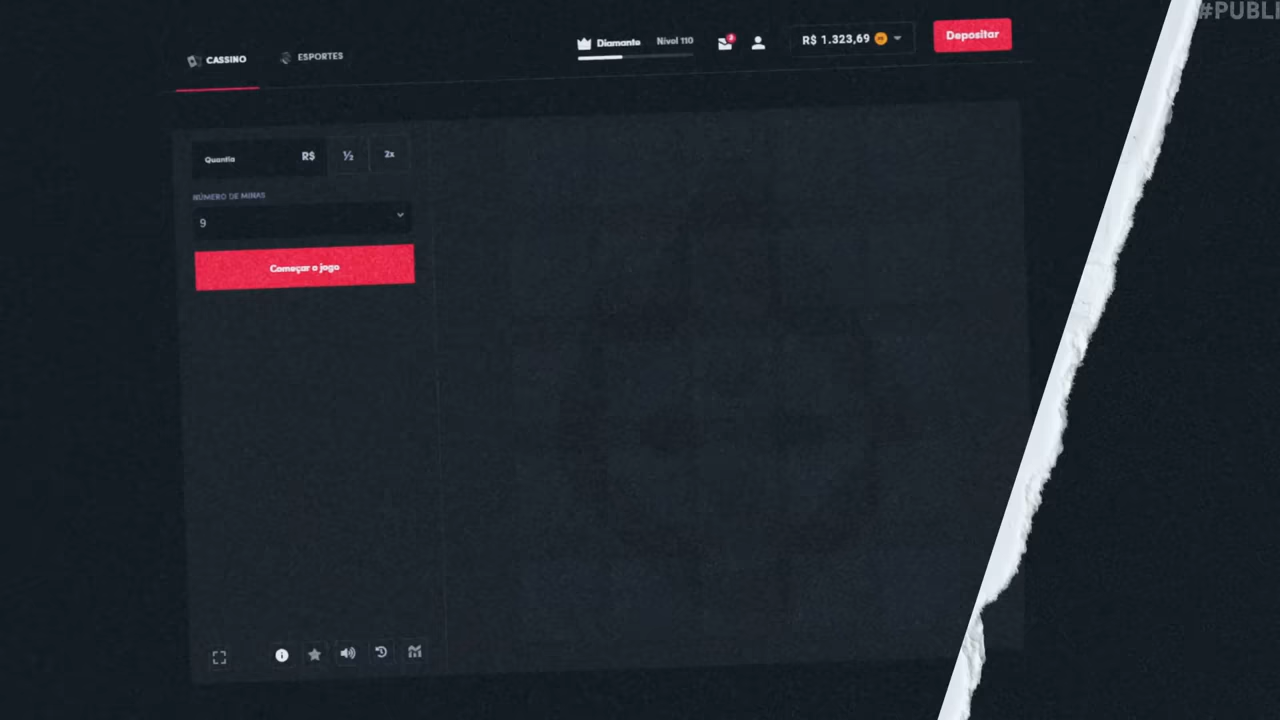 #PUBLI
CASSINO
ESPORTES
Diamante
Nível 110
3
R$ 1.323,69
R$
Depositar
Quantia
R$
½
2x
NÚMERO DE MINAS
9
Começar o jogo